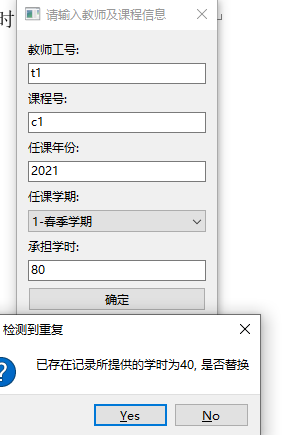 时
请输入教师及课程信息
教师工号:
t1
课程号:
c1
任课年份:
2021
任课学期:
1-春季学期
承担学时:
80
确定
检测到重复
?
已存在记录所提供的学时为40, 是否替换
Yes
No